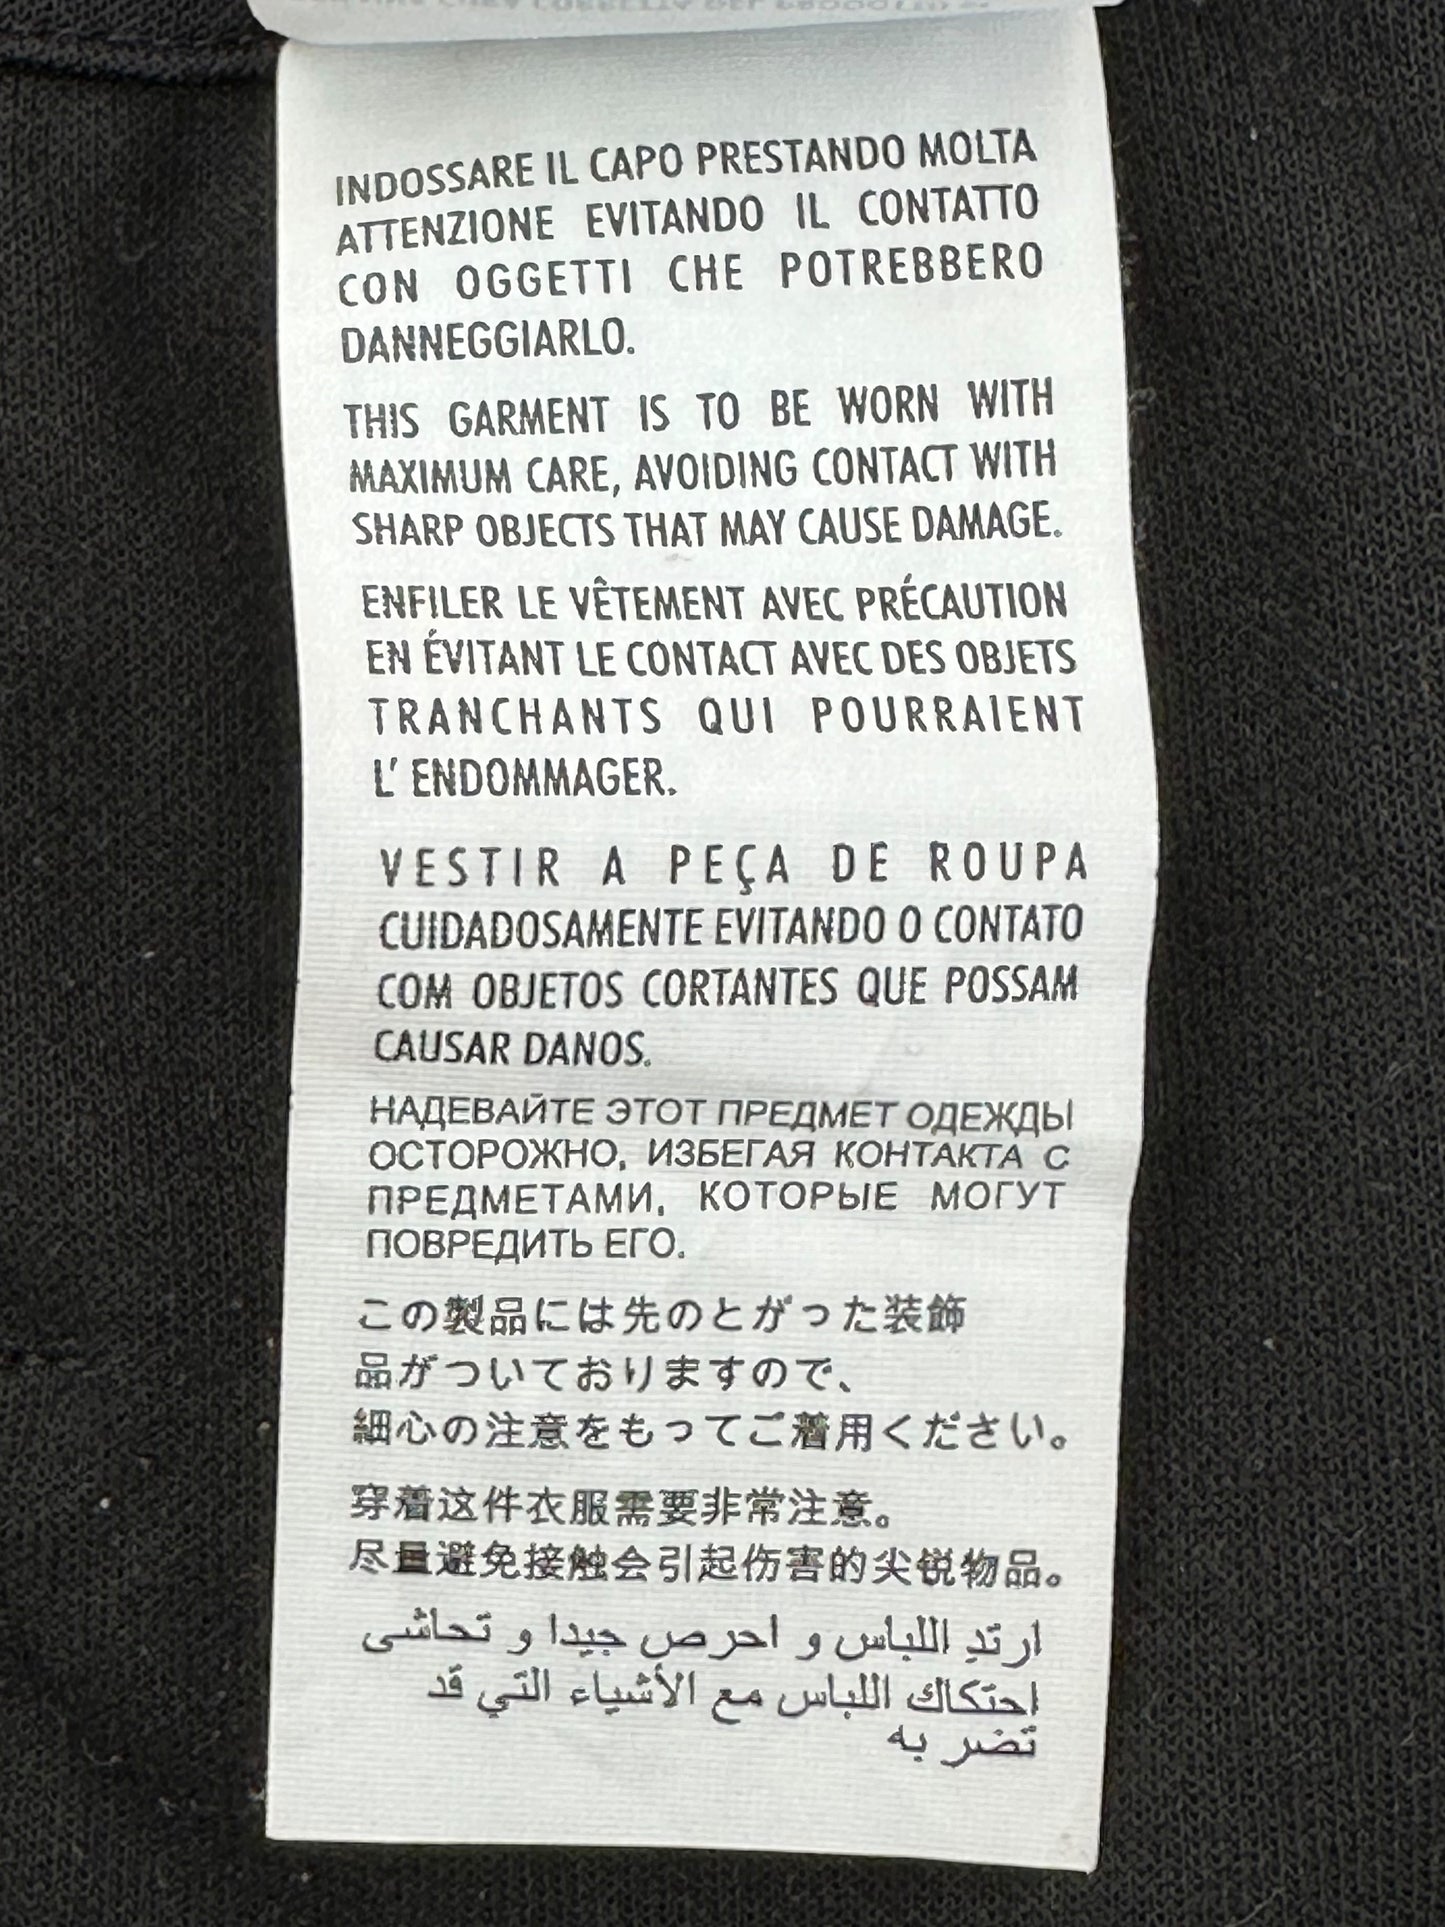 INDOSSARE IL CAPO PRESTANDO MOLTA
ATTENZIONE EVITANDO IL CONTATTO
CON OGGETTI CHE POTREBBERO
DANNEGGIARLO.
THIS GARMENT IS TO BE WORN WITH
MAXIMUM CARE, AVOIDING CONTACT WITH
SHARP OBJECTS THAT MAY CAUSE DAMAGE.
ENFILER LE VÊTEMENT AVEC PRÉCAUTION
EN ÉVITANT LE CONTACT AVEC DES OBJETS
TRANCHANTS QUI POURRAIENT
L' ENDOMMAGER.
VESTIR A PEÇA DE ROUPA
CUIDADOSAMENTE EVITANDO O CONTATO
COM OBJETOS CORTANTES QUE POSSAM
CAUSAR DANOS.
НАДЕВАЙТЕ ЭТОТ ПРЕДМЕТ ОДЕЖДЫ
ОСТОРОЖНО, ИЗБЕГАЯ КОНТАКТА С
ПРЕДМЕТАМИ, КОТОРЫЕ МОГУТ
ПОВРЕДИТЬ ЕГО.
この製品には先のとがった装飾
品がついておりますので、
細心の注意をもってご着用ください。
穿着这件衣服需要非常注意。
尽量避免接触会引起伤害的尖锐物品。
ارتدِ اللباس و احرص جيدا و تحاشى
احتكاك اللباس مع الأشياء التي قد
تضر به